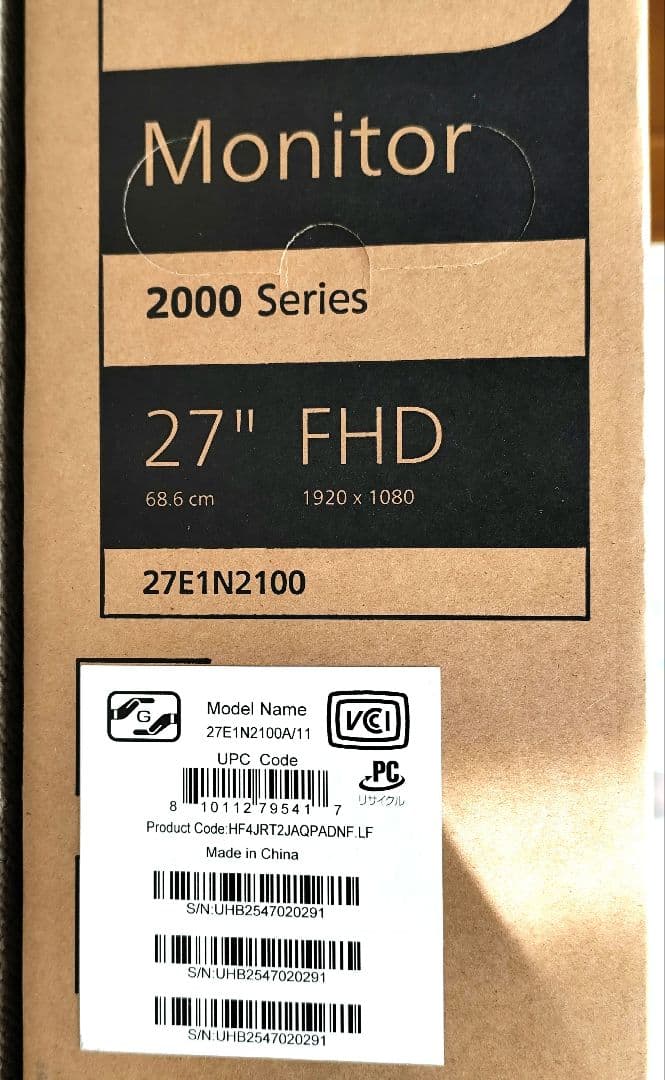 Monitor
2000 Series
27" FHD
68.6 cm 1920 x 1080
27E1N2100
G
Model Name
27E1N2100A/11
VCCI
UPC Code
PC
リサイクル
8 10112 79541 7
Product Code:HF4JRT2JAQPADNF.LF
Made in China
S/N:UHB2547020291
S/N:UHB2547020291
S/N:UHB2547020291